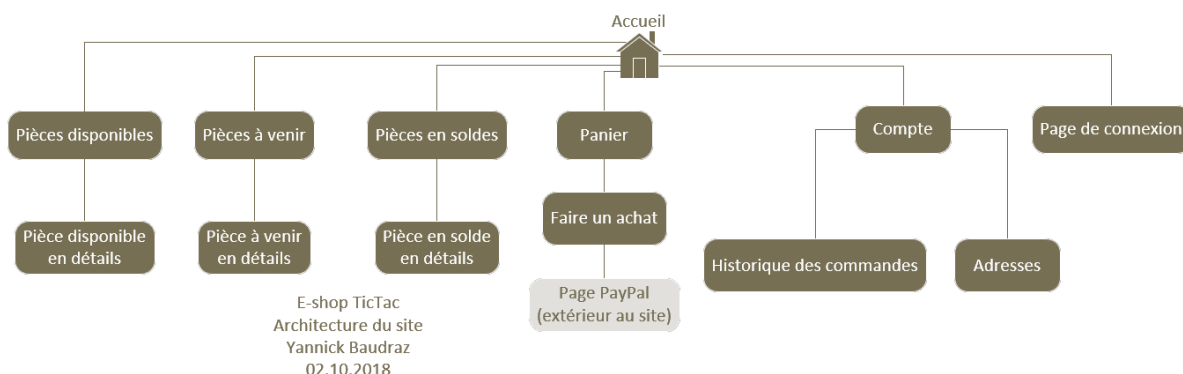 Accueil
Pièces disponibles
Pièces à venir
Pièces en soldes
Panier
Compte
Page de connexion
Pièce disponible
en détails
Pièce à venir
en détails
Pièce en solde
en détails
Faire un achat
Historique des commandes
Adresses
Page PayPal
(extérieur au site)
E-shop TicTac
Architecture du site
Yannick Baudraz
02.10.2018